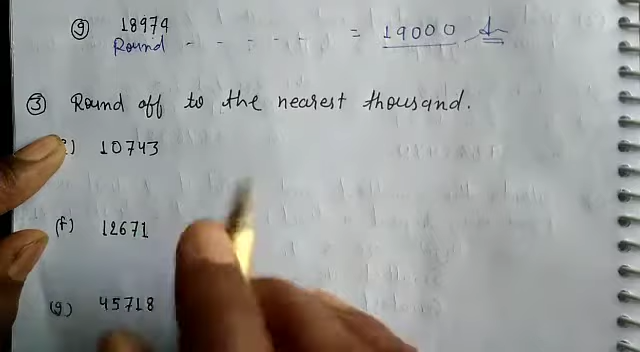 (g) 18974 = 19000
Round - - - - -
(3) Round off to the nearest thousand.
) 10743
(f) 12671
(g) 45718